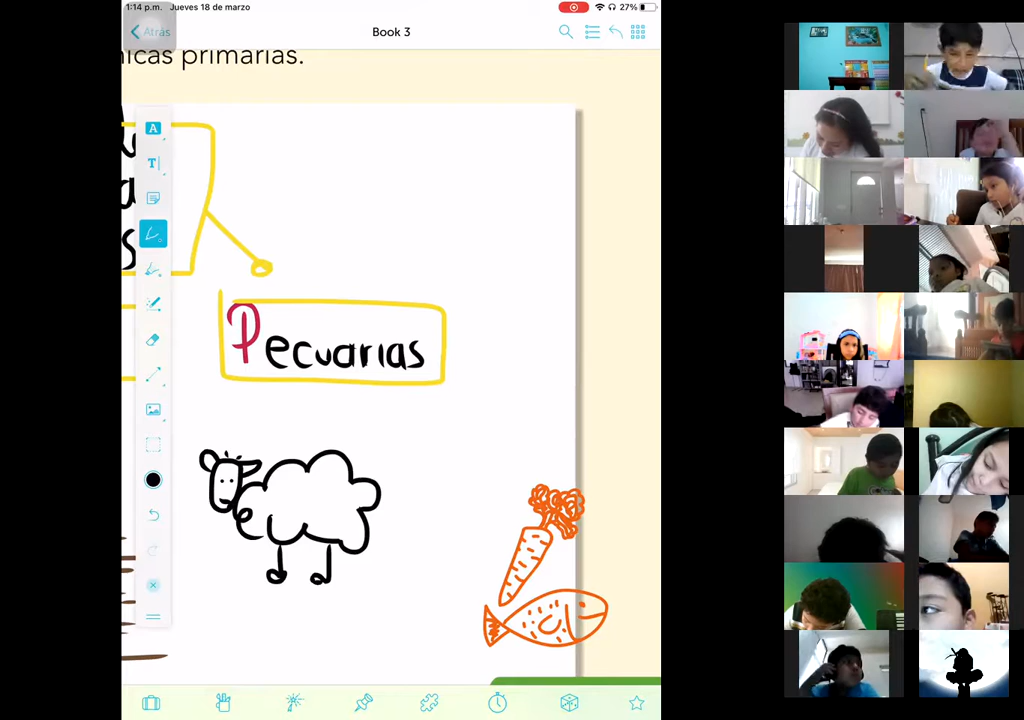 1:14 p.m. Jueves 18 de marzo
27%
Atrás
Book 3
nicas primarias.
Pecuarias